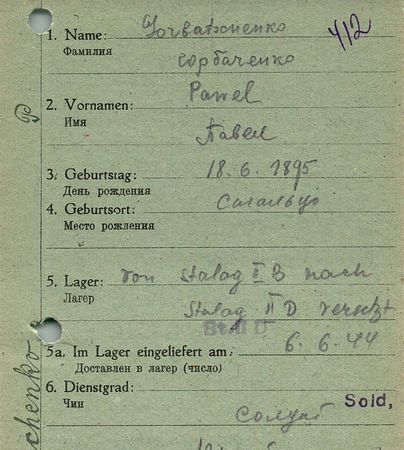 412
1. Name: Gorbatschenko
Фамилия Горбаченко
2. Vornamen: Pawel
Имя Павел
3. Geburtstag: 18. 6. 1895
День рождения
4. Geburtsort:
Место рождения
5. Lager: von Stalag II B nach
Лагер Stalag II D versetzt
5a. Im Lager eingeliefert am: 6. 6. 44
Доставлен в лагер (число)
6. Dienstgrad: Sold,
Чин Солдат
chenko